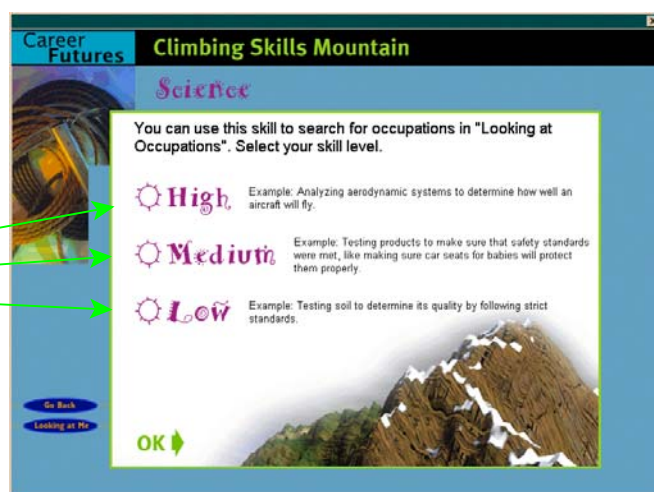 Career
Futures
Climbing Skills Mountain
Science
You can use this skill to search for occupations in "Looking at
Occupations". Select your skill level.
High
Example: Analyzing aerodynamic systems to determine how well an
aircraft will fly.
Medium
Example: Testing products to make sure that safety standards
were met, like making sure car seats for babies will protect
them properly.
Low
Example: Testing soil to determine its quality by following strict
standards.
Go Back
Looking at Me
OK